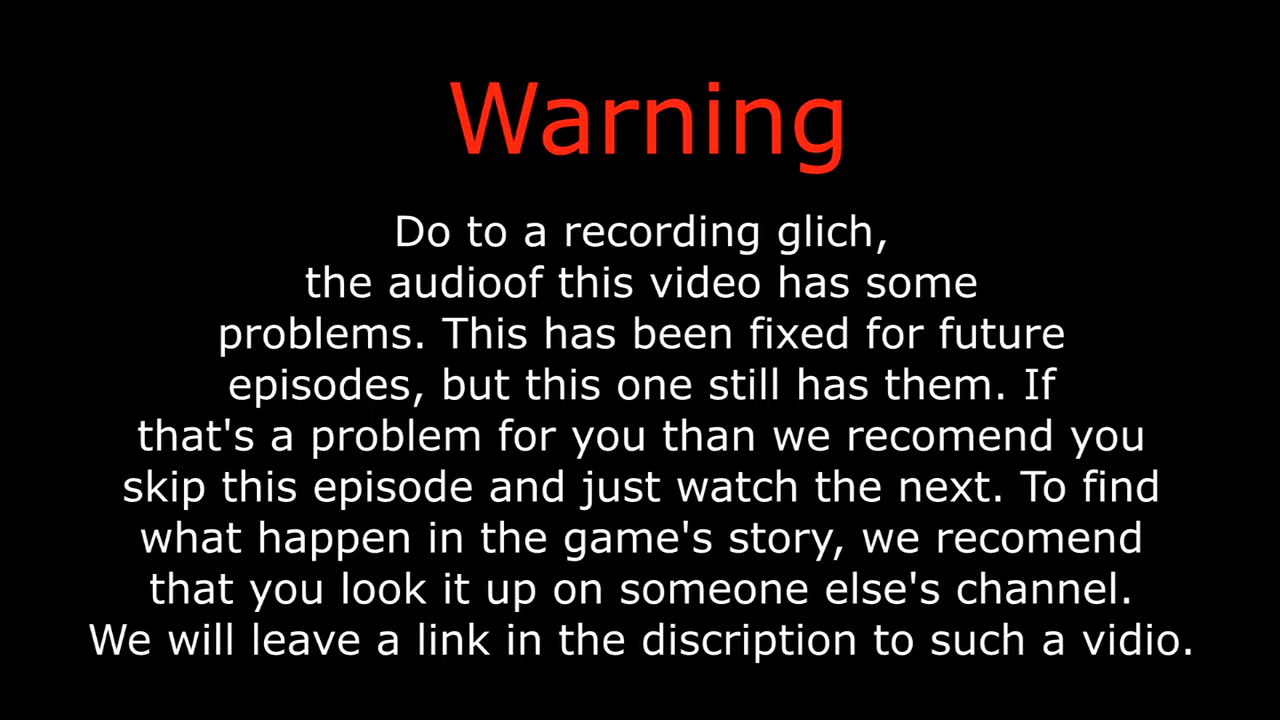 Warning
Do to a recording glich,
the audioof this video has some
problems. This has been fixed for future
episodes, but this one still has them. If
that's a problem for you than we recomend you
skip this episode and just watch the next. To find
what happen in the game's story, we recomend
that you look it up on someone else's channel.
We will leave a link in the discription to such a vidio.